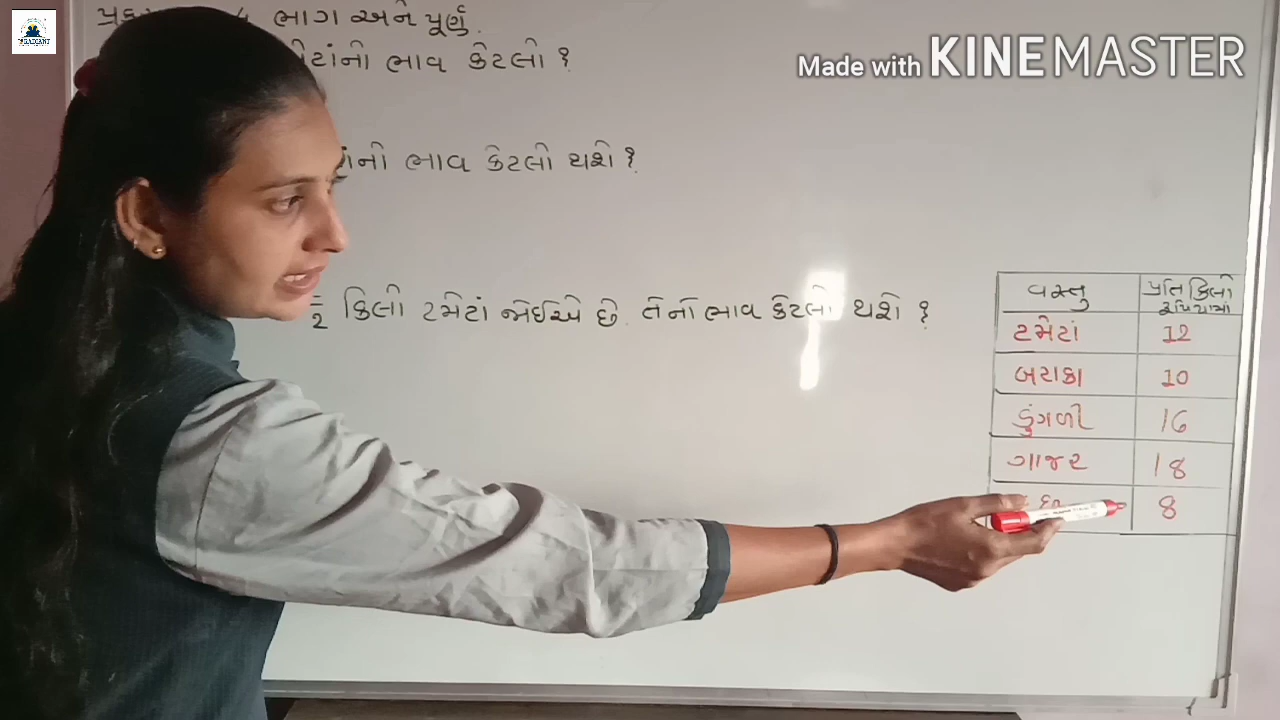 ભાગ અને પૂર્ણ.
ભાવ કેટલો ?
Made with KINEMASTER
ભાવ કેટલો થશે ?
કિલો ટમેટાં જોઈએ છે. તેનો ભાવ કેટલો થશે ?
વસ્તુ પ્રતિ કિલો રૂપિયામાં
ટમેટાં 12
બટાકા 10
ડુંગળી 16
ગાજર 18
8